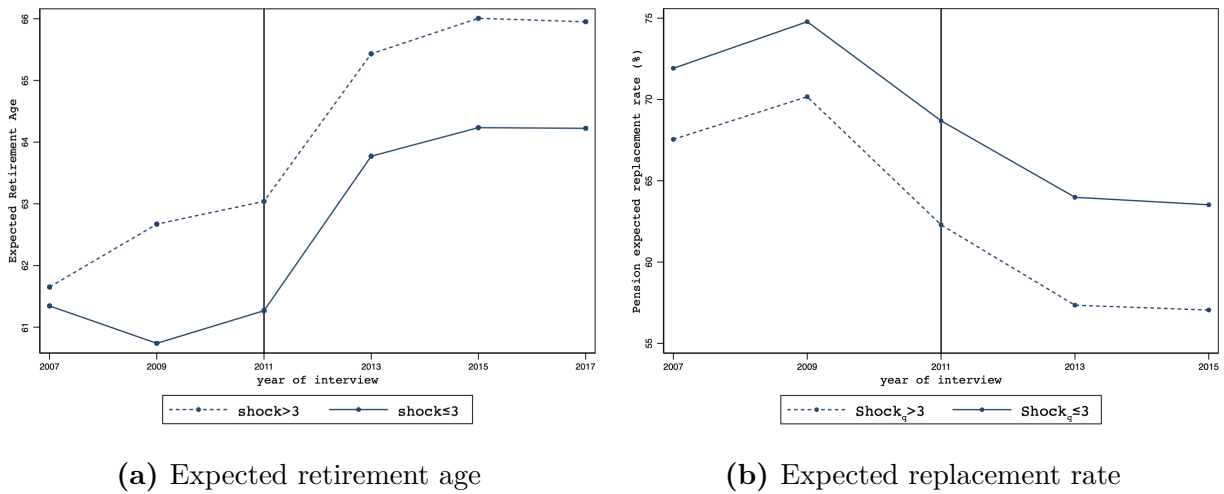 Expected Retirement Age
66
65
64
63
62
61
2007 2009 2011 2013 2015 2017
year of interview
shock>3 shock≤3
(a) Expected retirement age
Pension expected replacement rate (%)
75
70
65
60
55
2007 2009 2011 2013 2015
year of interview
Shock_q>3 Shock_q≤3
(b) Expected replacement rate